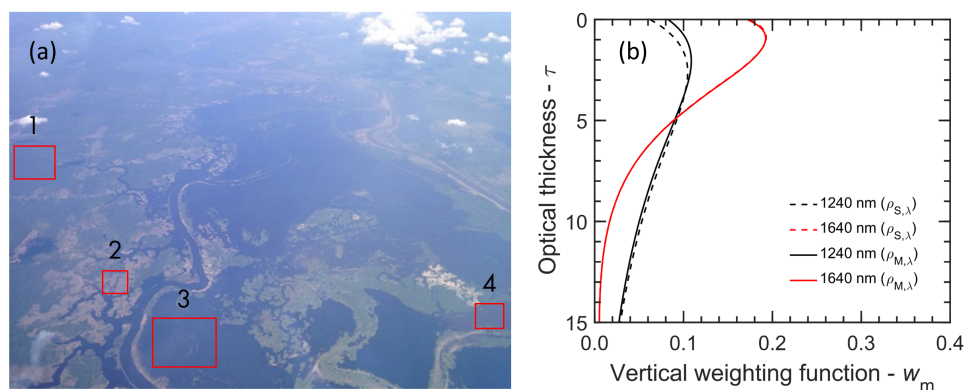 (a)
1
2
3
4
(b)
0
5
10
15
Optical thickness - τ
1240 nm (ρS,λ)
1640 nm (ρS,λ)
1240 nm (ρM,λ)
1640 nm (ρM,λ)
0.0 0.1 0.2 0.3 0.4
Vertical weighting function - wm